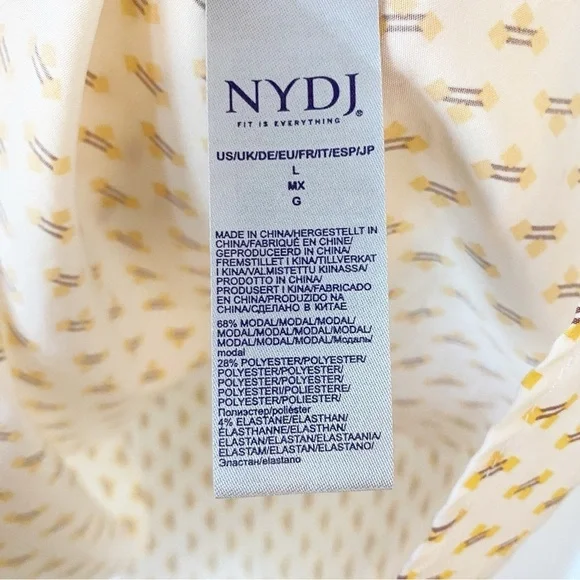 NYDJ®
FIT IS EVERYTHING
US/UK/DE/EU/FR/IT/ESP/JP
L
MX
G
MADE IN CHINA/HERGESTELLT IN
CHINA/FABRIQUÉ EN CHINE/
GEPRODUCEERD IN CHINA/
FREMSTILLET I KINA/TILLVERKAT
I KINA/VALMISTETTU KIINASSA/
PRODOTTO IN CHINA/
PRODUSERT I KINA/FABRICADO
EN CHINA/PRODUZIDO NA
CHINA/СДЕЛАНО В КИТАЕ
68% MODAL/MODAL/MODAL/
MODAL/MODAL/MODAL/MODAL/
MODAL/MODAL/MODAL/Модаль/
modal
28% POLYESTER/POLYESTER/
POLYESTER/POLYESTER/
POLYESTER/POLYESTER/
POLYESTERI/POLIESTERE/
POLYESTER/POLIESTER/
Полиэстер/poliéster
4% ELASTANE/ELASTHAN/
ÉLASTHANNE/ELASTHAN/
ELASTAN/ELASTAN/ELASTAANIA/
ELASTAM/ELASTAN/ELASTANO/
Эластан/elastano